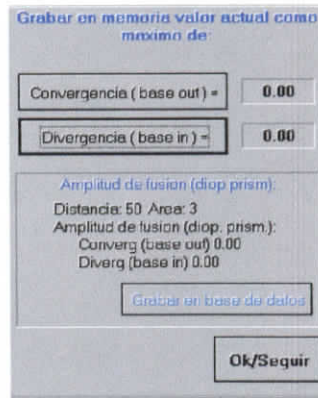 Grabar en memoria valor actual como
maximo de:
Convergencia ( base out ) = 0.00
Divergencia ( base in ) = 0.00
Amplitud de fusion (diop prism):
Distancia: 50 Area: 3
Amplitud de fusion (diop. prism.):
Converg (base out) 0.00
Diverg (base in) 0.00
Grabar en base de datos
Ok/Seguir